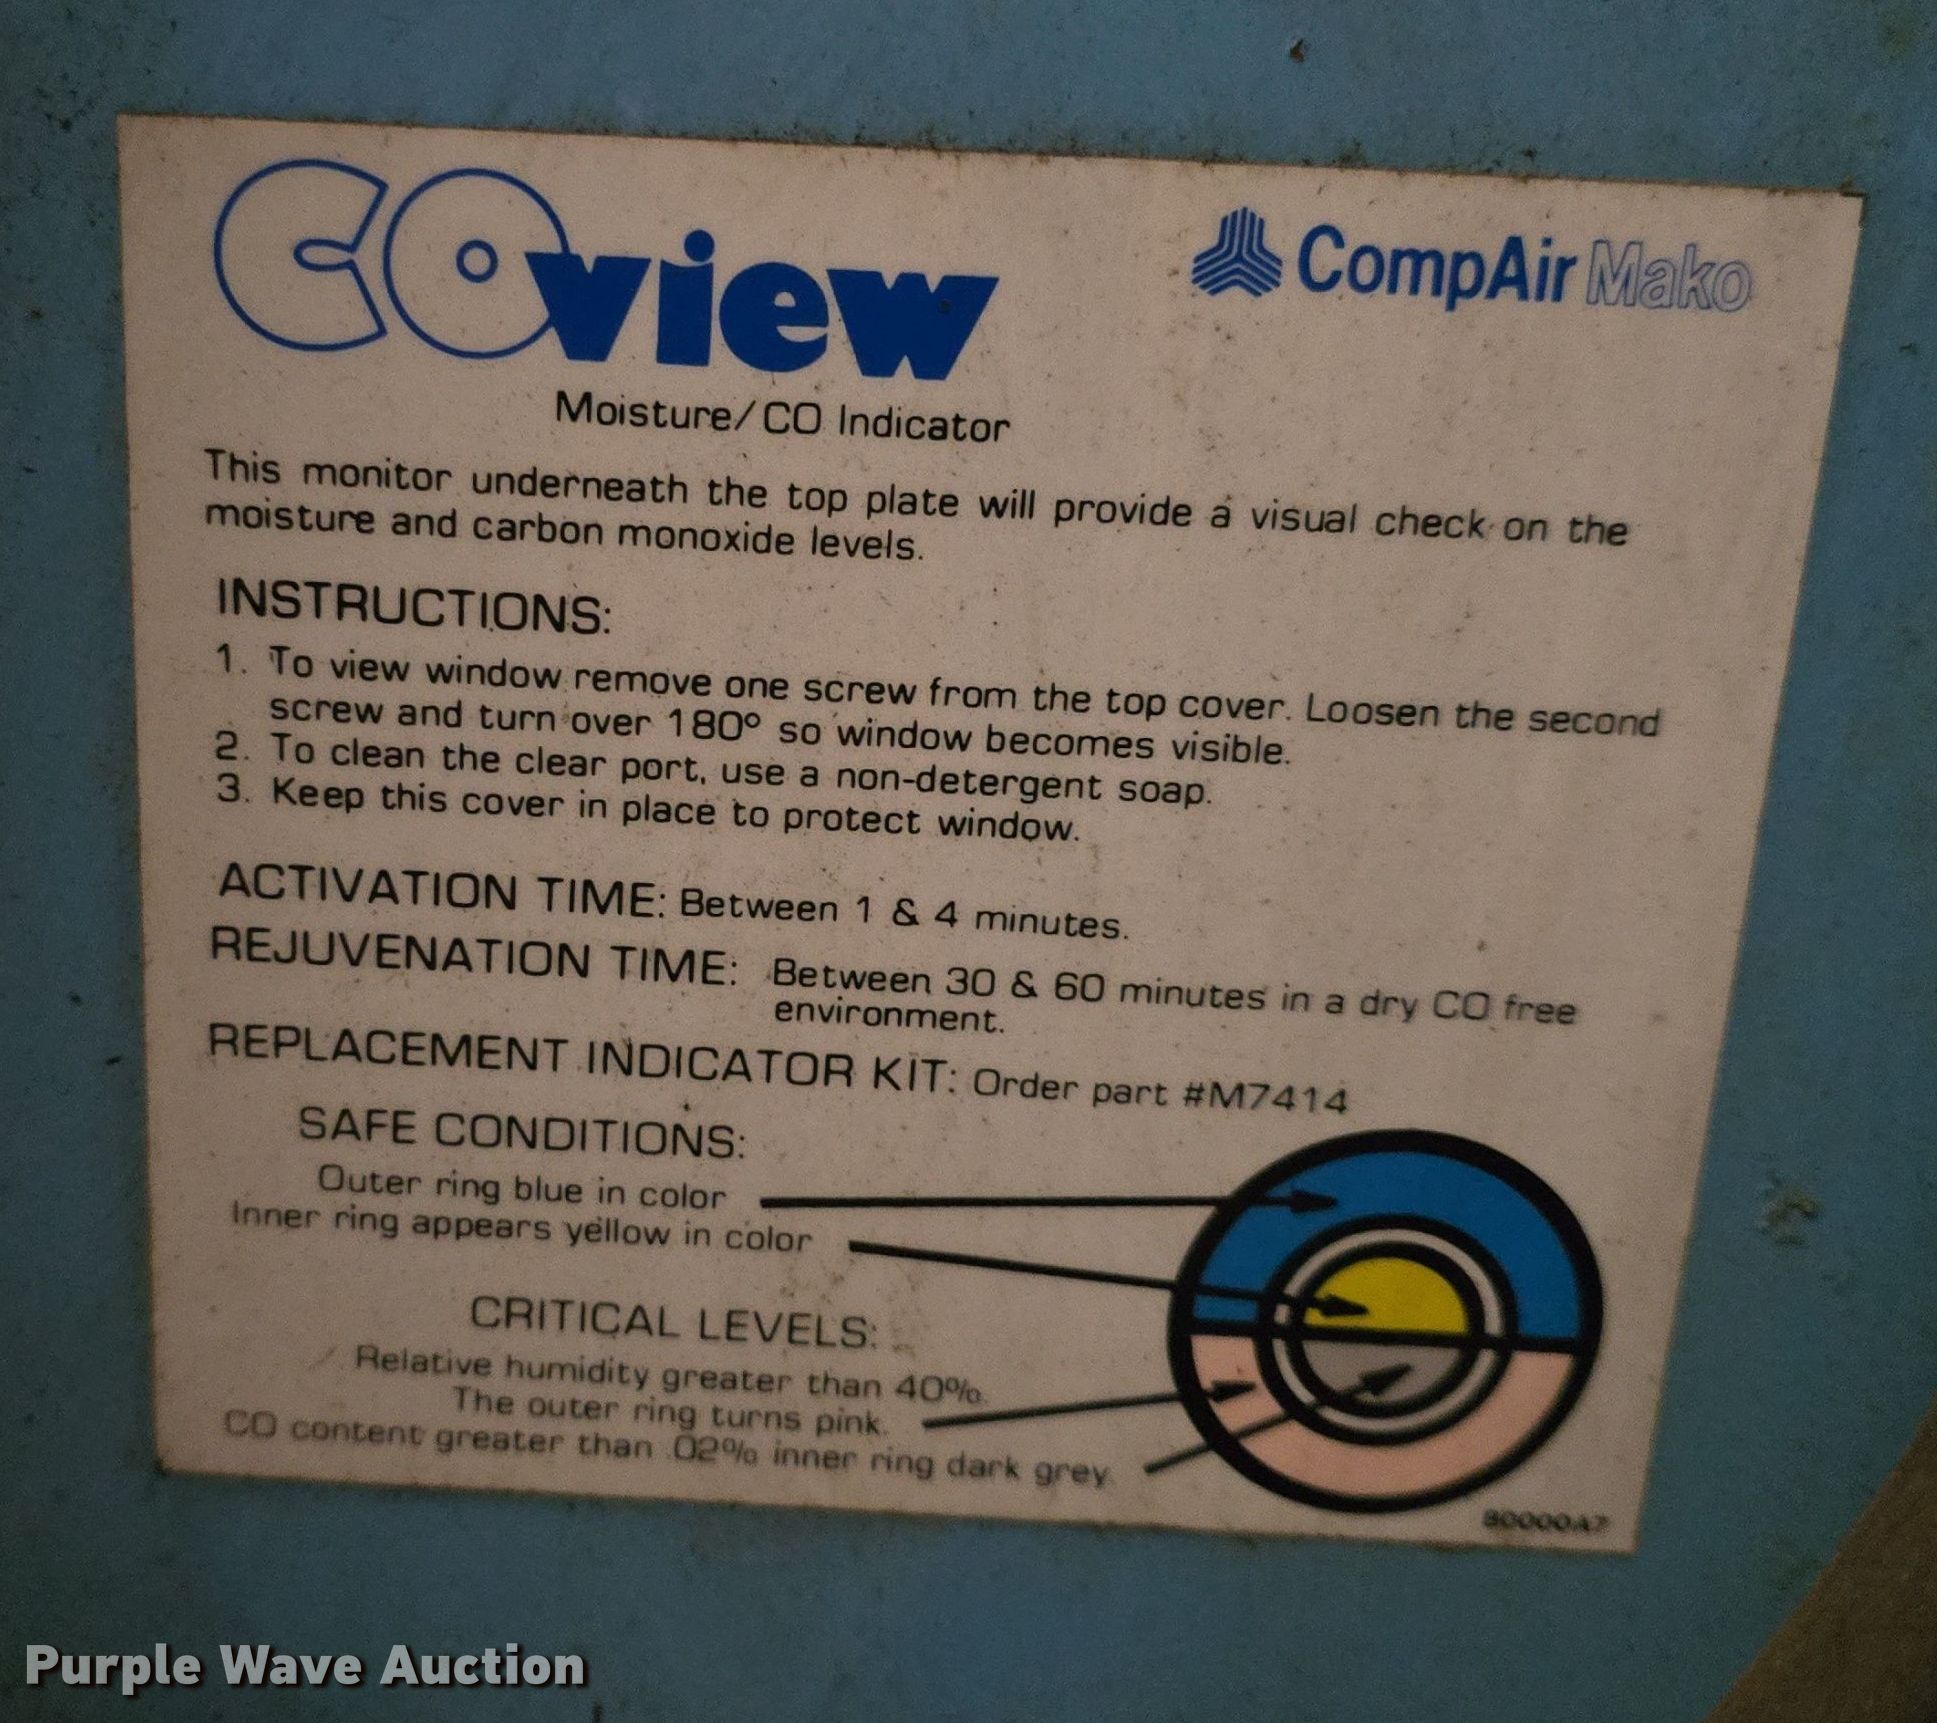 COview
CompAir Mako
Moisture/CO Indicator
This monitor underneath the top plate will provide a visual check on the
moisture and carbon monoxide levels.
INSTRUCTIONS:
1. To view window remove one screw from the top cover. Loosen the second
screw and turn over 180° so window becomes visible.
2. To clean the clear port, use a non-detergent soap.
3. Keep this cover in place to protect window.
ACTIVATION TIME: Between 1 & 4 minutes.
REJUVENATION TIME: Between 30 & 60 minutes in a dry CO free
environment.
REPLACEMENT INDICATOR KIT: Order part #M7414
SAFE CONDITIONS:
Outer ring blue in color
Inner ring appears yellow in color
CRITICAL LEVELS:
Relative humidity greater than 40%.
The outer ring turns pink.
CO content greater than .02% inner ring dark grey.
Purple Wave Auction